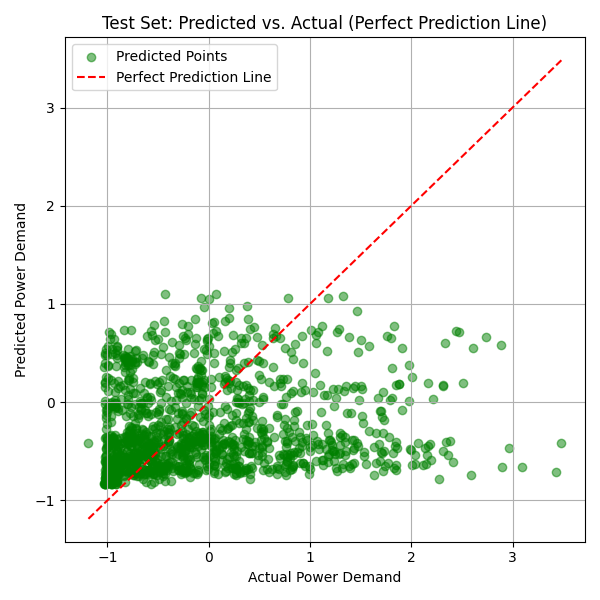 Test Set: Predicted vs. Actual (Perfect Prediction Line)
Predicted Points
Perfect Prediction Line
Predicted Power Demand
3
2
1
0
−1
−1 0 1 2 3
Actual Power Demand